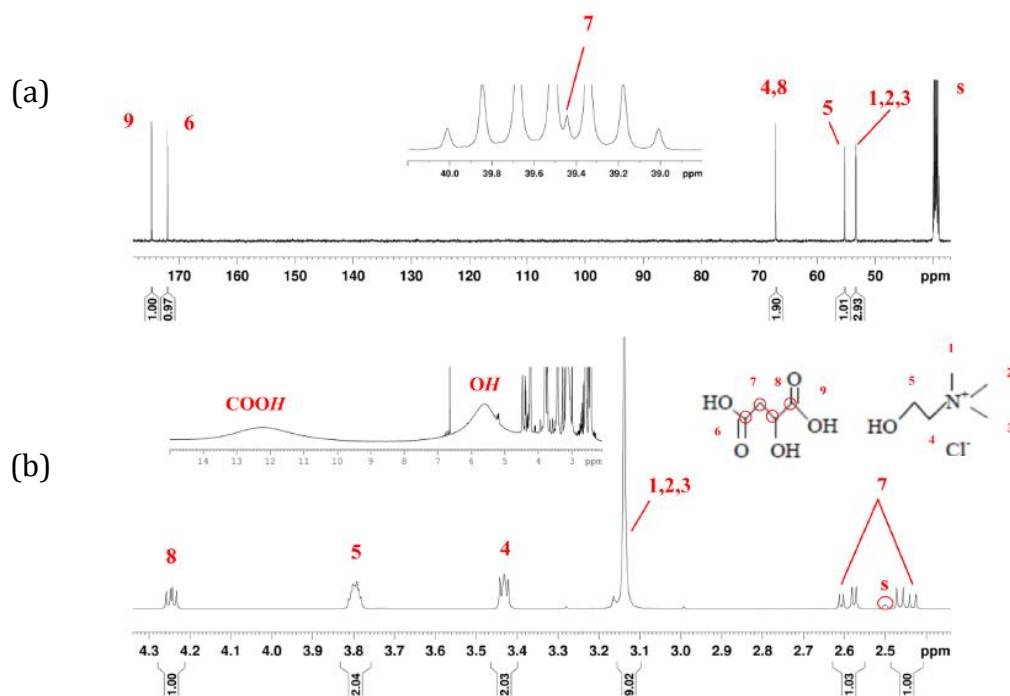 (a)
7
9
6
4,8
5
1,2,3
s
40.0 39.8 39.6 39.4 39.2 39.0 ppm
170 160 150 140 130 120 110 100 90 80 70 60 50 ppm
1.00
0.97
1.90
1.01
2.93
(b)
COOH
OH
14 13 12 11 10 9 8 7 6 5 4 3 ppm
1
7 8 O
9
5
2
HO
N+
OH
HO
6
O
OH
4
3
Cl-
8
5
4
1,2,3
7
s
4.3 4.2 4.1 4.0 3.9 3.8 3.7 3.6 3.5 3.4 3.3 3.2 3.1 3.0 2.9 2.8 2.7 2.6 2.5 ppm
1.00
2.04
2.03
9.02
1.03
1.00